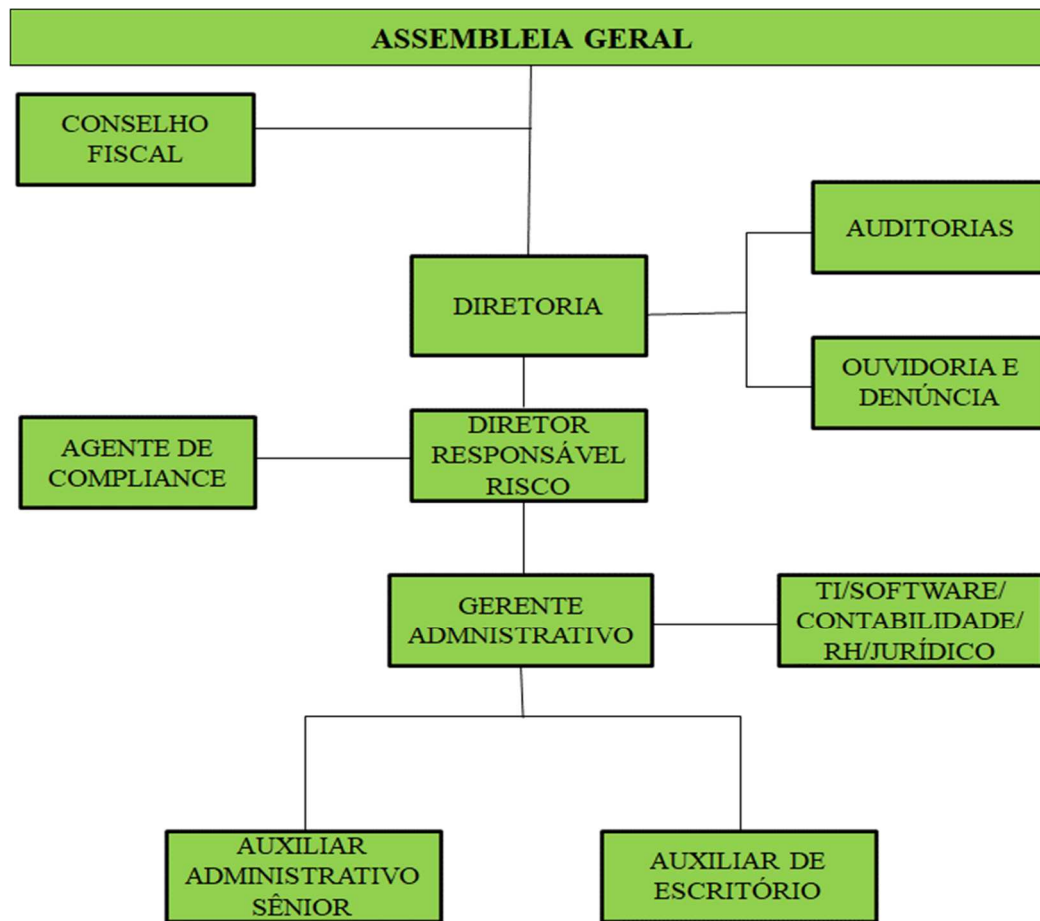 ASSEMBLEIA GERAL
CONSELHO
FISCAL
AUDITORIAS
DIRETORIA
OUVIDORIA E
DENÚNCIA
DIRETOR
RESPONSÁVEL
RISCO
AGENTE DE
COMPLIANCE
GERENTE
ADMNISTRATIVO
TI/SOFTWARE/
CONTABILIDADE/
RH/JURÍDICO
AUXILIAR
ADMINISTRATIVO
SÊNIOR
AUXILIAR DE
ESCRITÓRIO